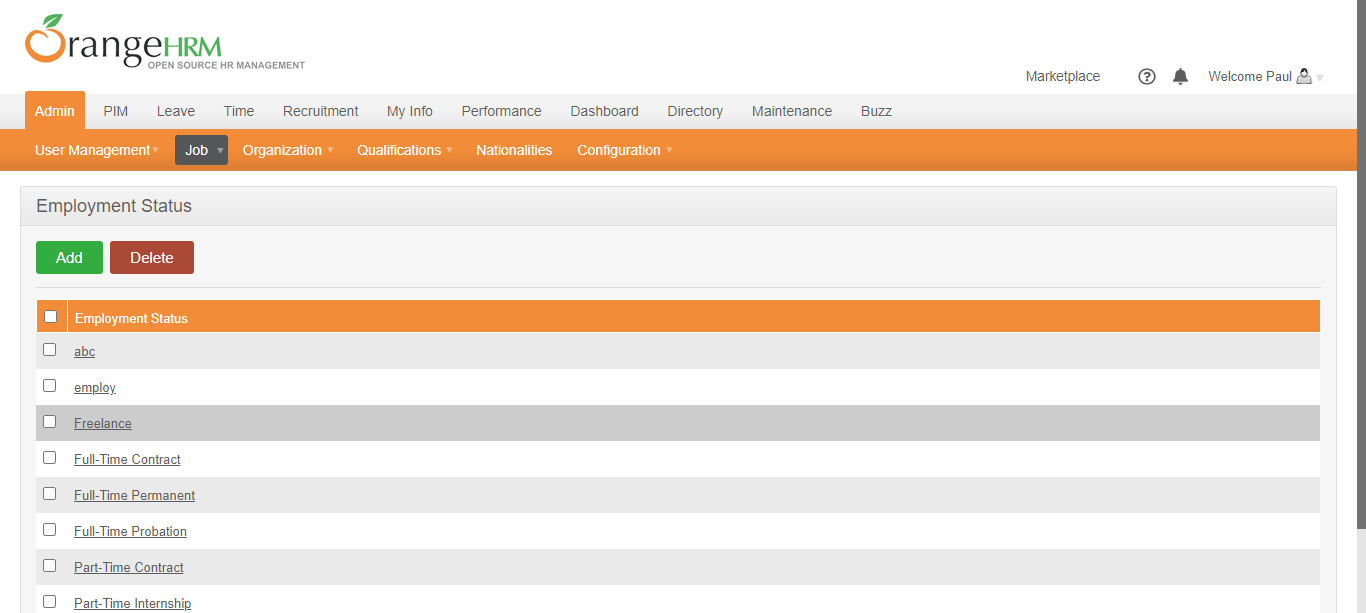 OrangeHRM
OPEN SOURCE HR MANAGEMENT
Marketplace ? Welcome Paul
Admin PIM Leave Time Recruitment My Info Performance Dashboard Directory Maintenance Buzz
User Management Job Organization Qualifications Nationalities Configuration
Employment Status
Add Delete
Employment Status
abc
employ
Freelance
Full-Time Contract
Full-Time Permanent
Full-Time Probation
Part-Time Contract
Part-Time Internship